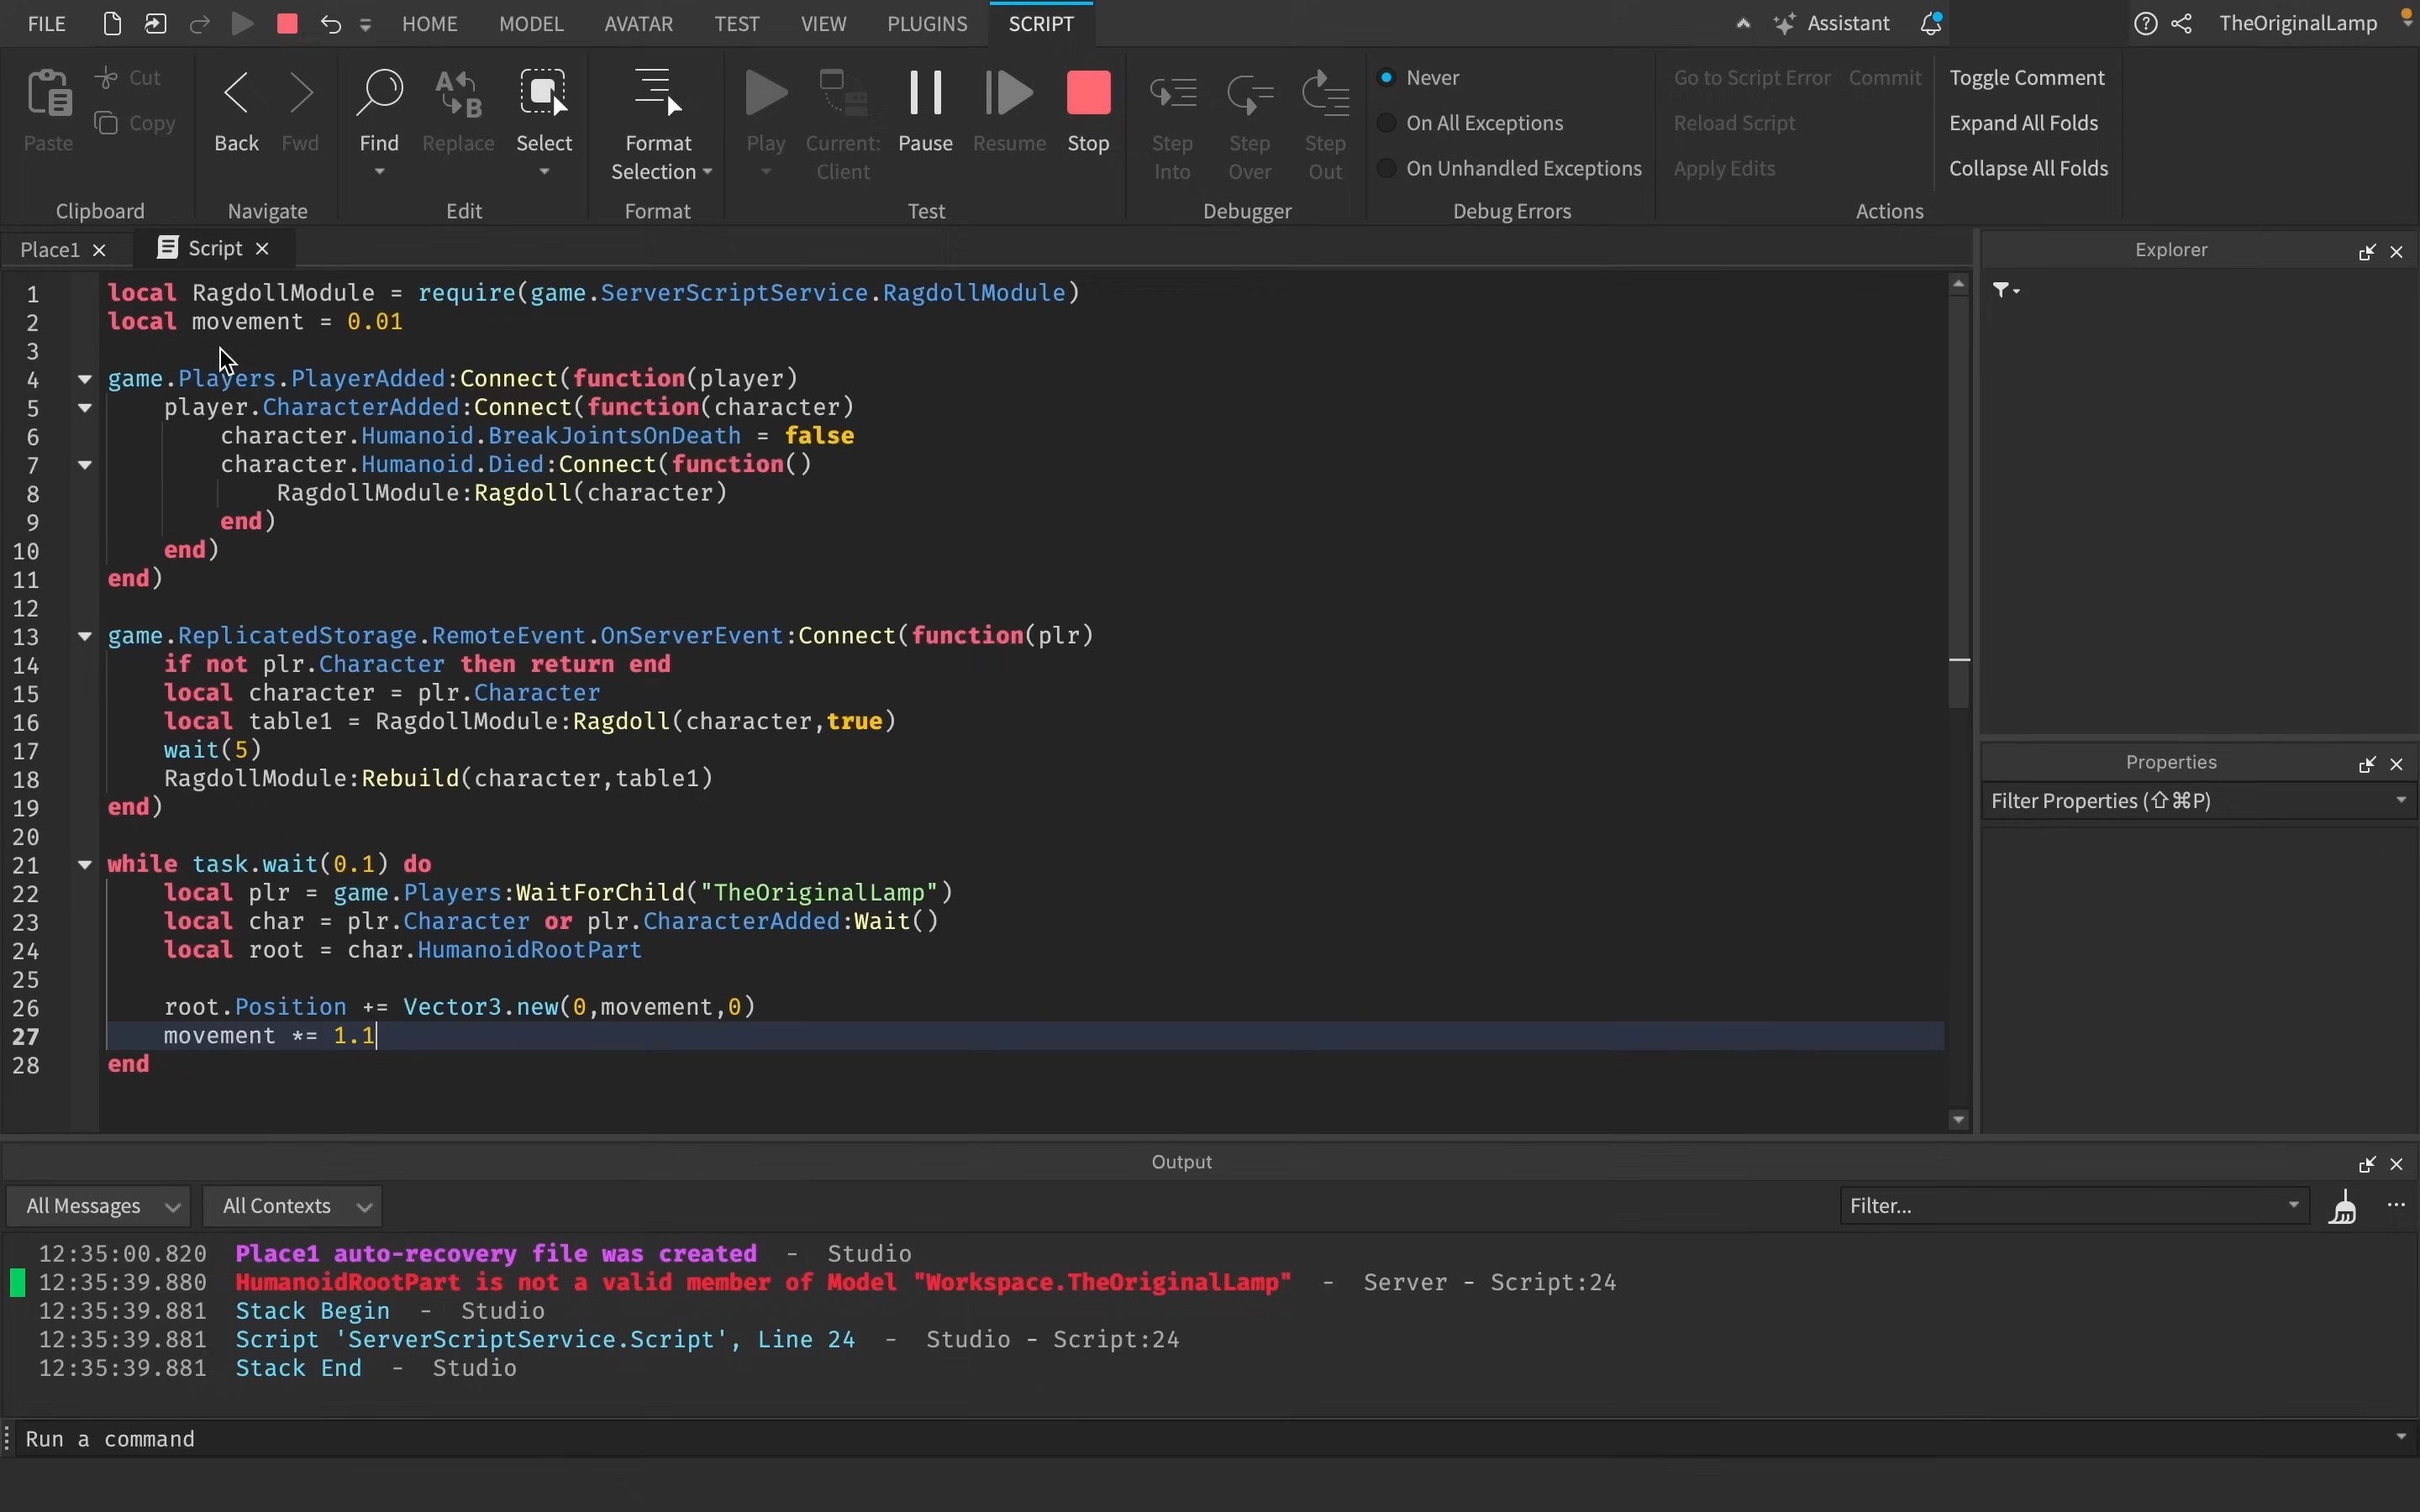 FILE HOME MODEL AVATAR TEST VIEW PLUGINS SCRIPT Assistant TheOriginalLamp
Paste Cut Copy Clipboard
Back Fwd Navigate
Find Replace Select Edit
Format Selection Format
Play Current: Client Pause Resume Stop Test
Step Into Step Over Step Out Debugger
Never
On All Exceptions
On Unhandled Exceptions
Debug Errors
Go to Script Error Commit Toggle Comment
Reload Script Expand All Folds
Apply Edits Collapse All Folds
Actions
Place1 Script Explorer
1 local RagdollModule = require(game.ServerScriptService.RagdollModule)
2 local movement = 0.01
3
4 game.Players.PlayerAdded:Connect(function(player)
5 player.CharacterAdded:Connect(function(character)
6 character.Humanoid.BreakJointsOnDeath = false
7 character.Humanoid.Died:Connect(function()
8 RagdollModule:Ragdoll(character)
9 end)
10 end)
11 end)
12
13 game.ReplicatedStorage.RemoteEvent.OnServerEvent:Connect(function(plr)
14 if not plr.Character then return end
15 local character = plr.Character
16 local table1 = RagdollModule:Ragdoll(character,true)
17 wait(5)
18 RagdollModule:Rebuild(character,table1)
19 end)
20
21 while task.wait(0.1) do
22 local plr = game.Players:WaitForChild("TheOriginalLamp")
23 local char = plr.Character or plr.CharacterAdded:Wait()
24 local root = char.HumanoidRootPart
25
26 root.Position += Vector3.new(0,movement,0)
27 movement *= 1.1
28 end
Properties
Filter Properties (⇧⌘P)
Output
All Messages All Contexts Filter...
12:35:00.820 Place1 auto-recovery file was created - Studio
12:35:39.880 HumanoidRootPart is not a valid member of Model "Workspace.TheOriginalLamp" - Server - Script:24
12:35:39.881 Stack Begin - Studio
12:35:39.881 Script 'ServerScriptService.Script', Line 24 - Studio - Script:24
12:35:39.881 Stack End - Studio
Run a command